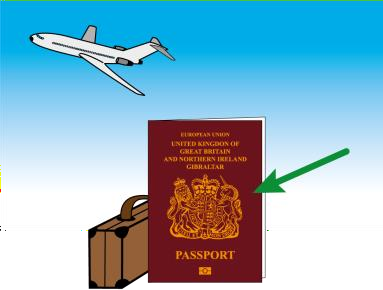 EUROPEAN UNION
UNITED KINGDOM OF
GREAT BRITAIN
AND NORTHERN IRELAND
GIBRALTAR
PASSPORT